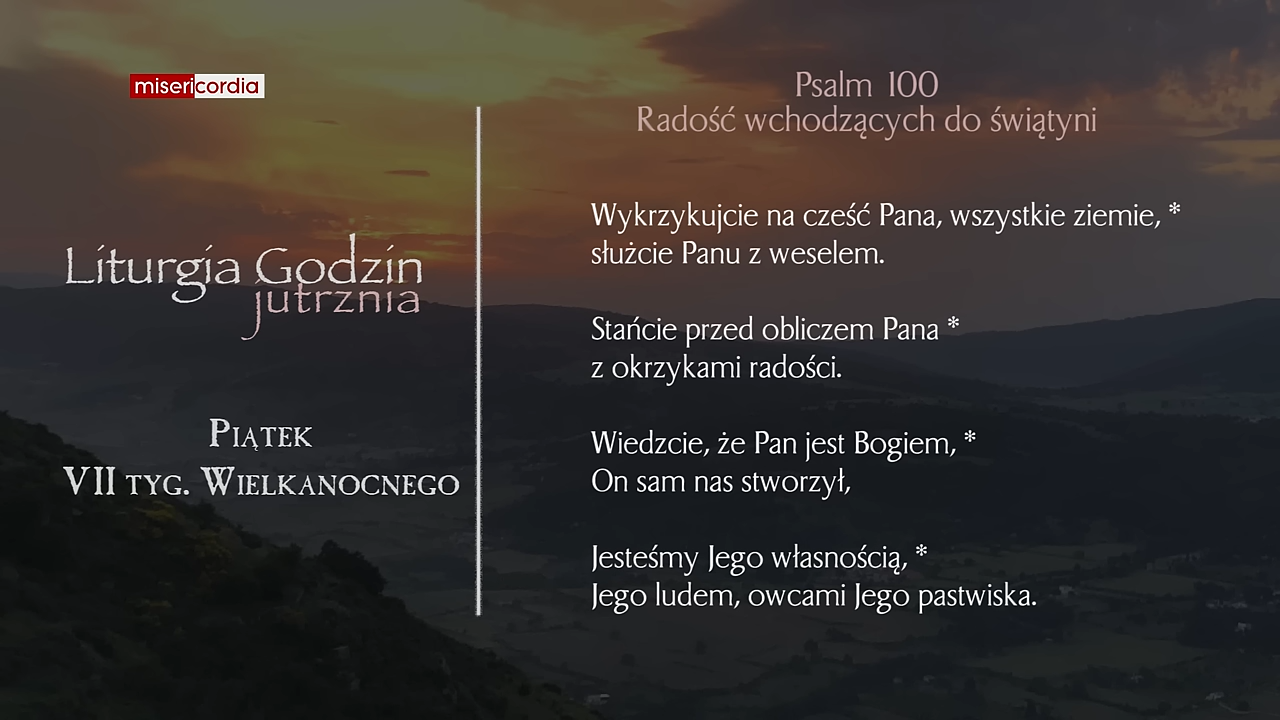 misericordia
Liturgia Godzin
jutrznia
Piątek
VII tyg. Wielkanocnego
Psalm 100
Radość wchodzących do świątyni
Wykrzykujcie na cześć Pana, wszystkie ziemie, *
służcie Panu z weselem.
Stańcie przed obliczem Pana *
z okrzykami radości.
Wiedzcie, że Pan jest Bogiem, *
On sam nas stworzył,
Jesteśmy Jego własnością, *
Jego ludem, owcami Jego pastwiska.